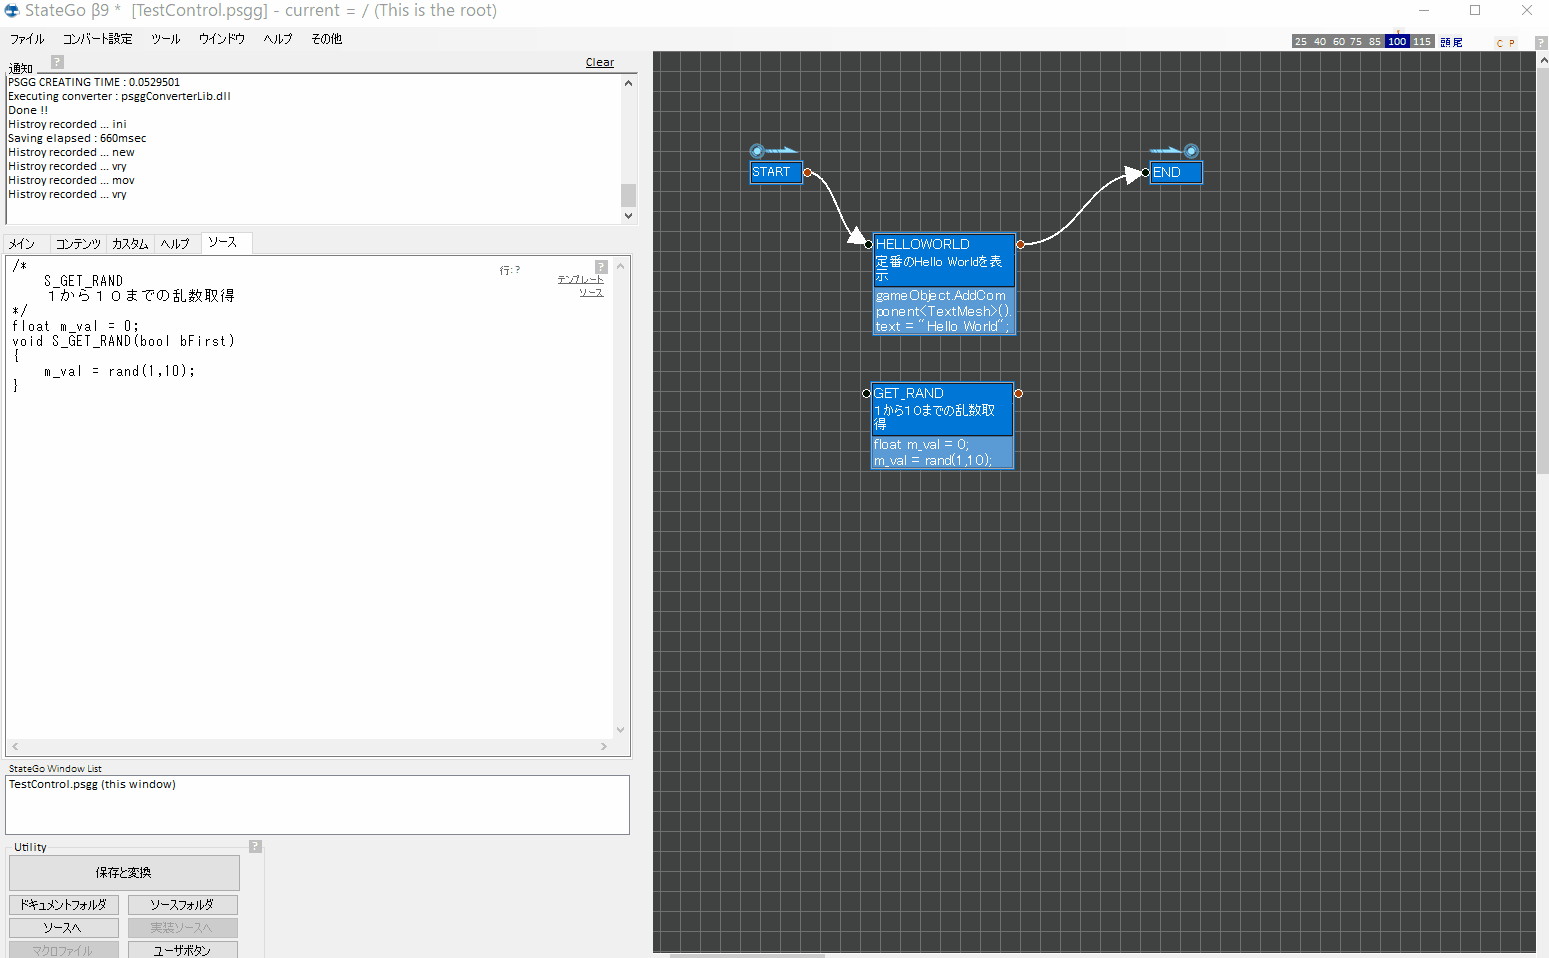 StateGo β9 * [TestControl.psgg] - current = / (This is the root)
ファイル コンバート設定 ツール ウインドウ ヘルプ その他
25 40 60 75 85 100 115 頭 尾 C P ?
通知 ? Clear
PSGG CREATING TIME : 0.0529501
Executing converter : psggConverterLib.dll
Done !!
Histroy recorded ... ini
Saving elapsed : 660msec
Histroy recorded ... new
Histroy recorded ... vry
Histroy recorded ... mov
Histroy recorded ... vry
メイン コンテンツ カスタム ヘルプ ソース
/*
S_GET_RAND
１から１０までの乱数取得
*/
float m_val = 0;
void S_GET_RAND(bool bFirst)
{
m_val = rand(1,10);
}
行:? ?
テンプレート
ソース
StateGo Window List
TestControl.psgg (this window)
Utility ?
保存と変換
ドキュメントフォルダ ソースフォルダ
ソースへ 実装ソースへ
マクロファイル ユーザボタン
START
END
HELLOWORLD
定番のHello Worldを表
示
gameObject.AddCom
ponent<TextMesh>().
text = "Hello World";
GET_RAND
１から１０までの乱数取
得
float m_val = 0;
m_val = rand(1,10);